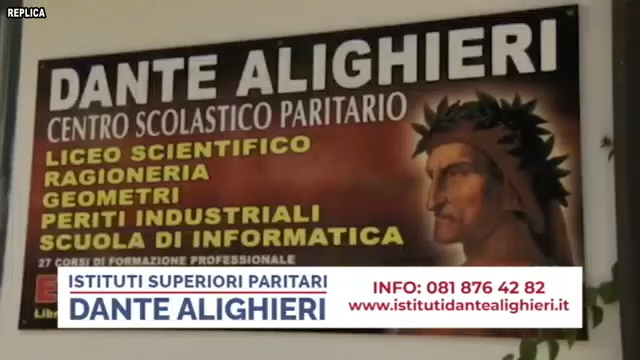 REPLICA
DANTE ALIGHIERI
CENTRO SCOLASTICO PARITARIO
LICEO SCIENTIFICO
RAGIONERIA
GEOMETRI
PERITI INDUSTRIALI
SCUOLA DI INFORMATICA
27 CORSI DI FORMAZIONE PROFESSIONALE
ISTITUTI SUPERIORI PARITARI
DANTE ALIGHIERI
INFO: 081 876 42 82
www.istitutidantealighieri.it